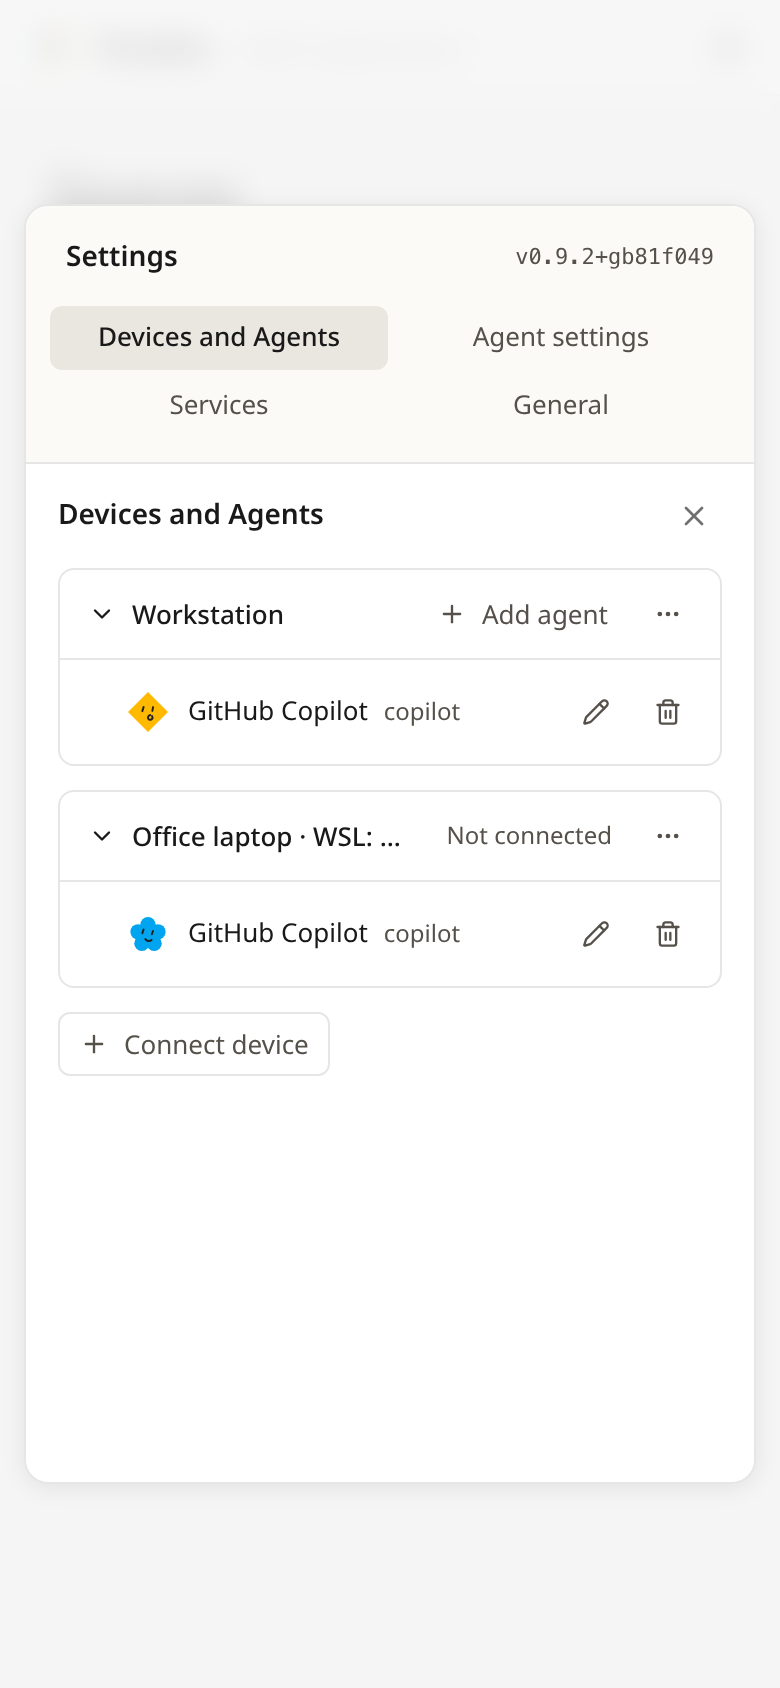 Settings
v0.9.2+gb81f049
Devices and Agents
Agent settings
Services
General
Devices and Agents
Workstation
Add agent
GitHub Copilot copilot
Office laptop · WSL: ...
Not connected
GitHub Copilot copilot
Connect device